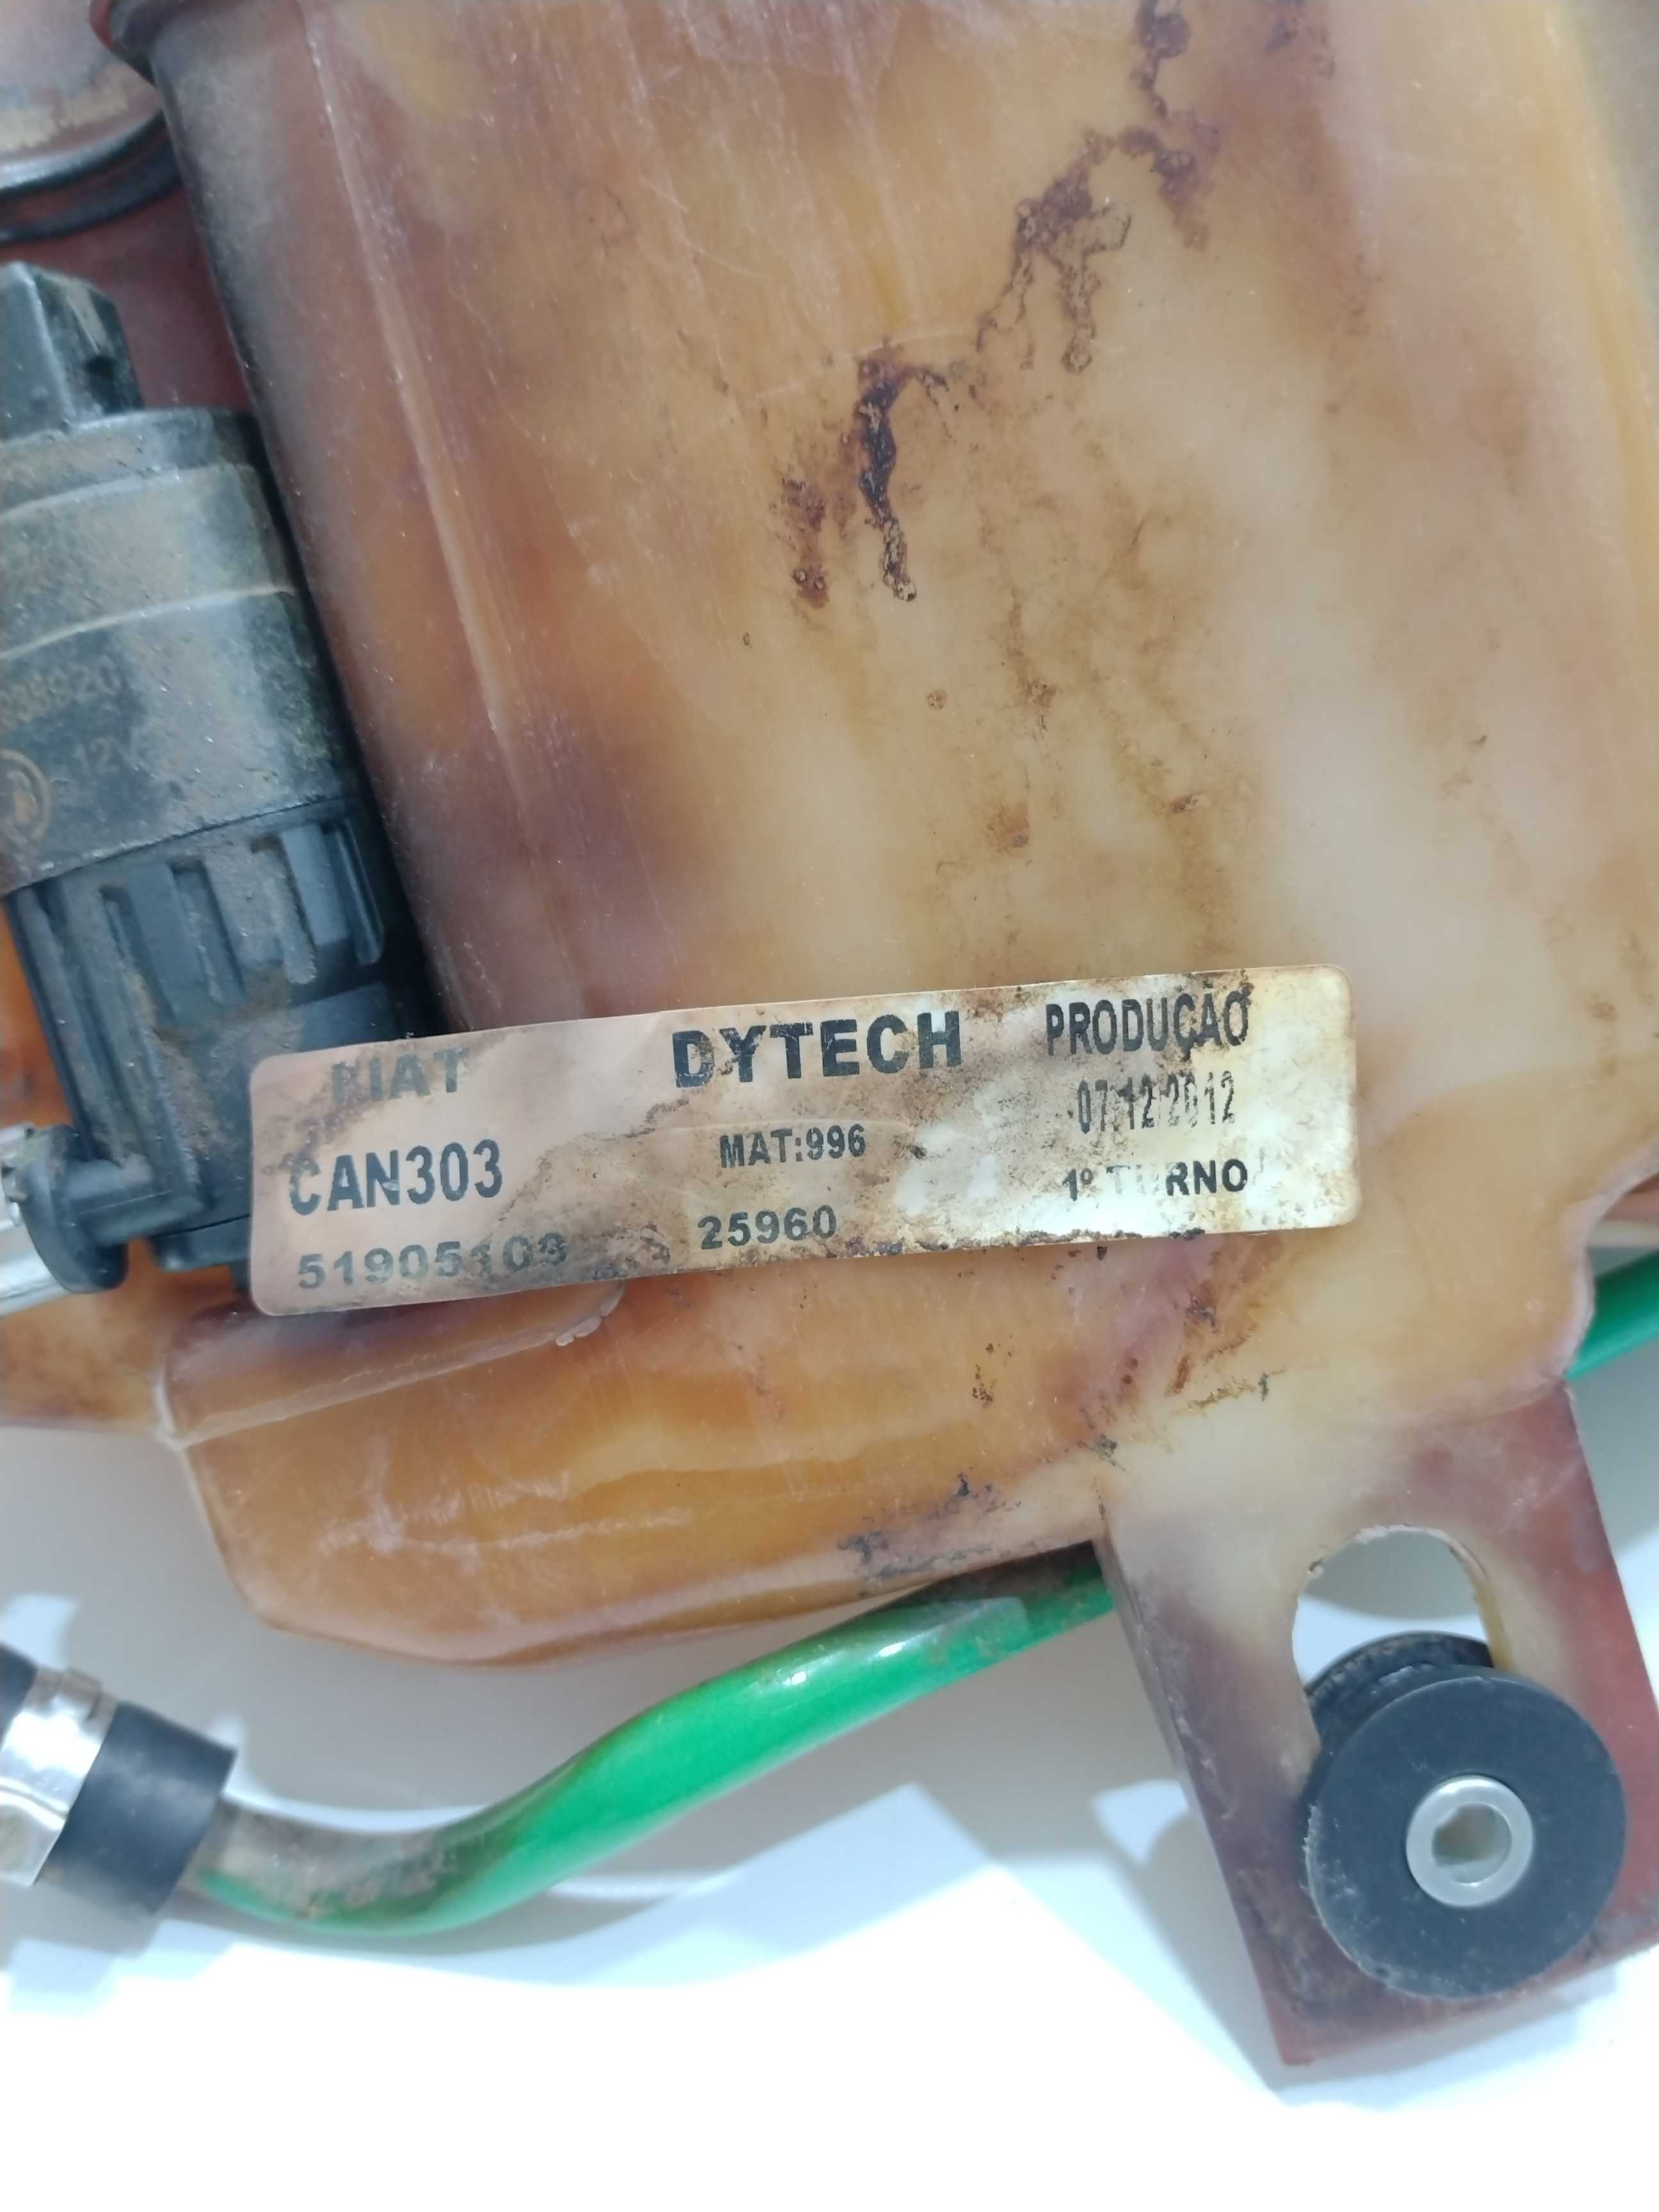 12V
FIAT DYTECH PRODUÇÃO
07/12/2012
CAN303 MAT:996
1º TURNO
25960